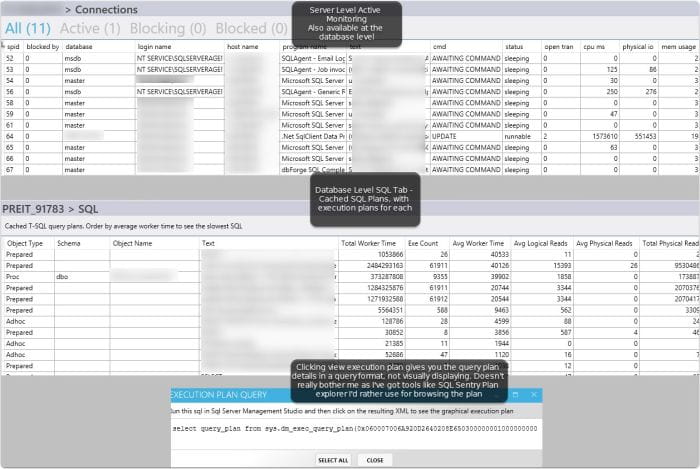 > Connections
Server Level Active
Monitoring
Also available at the
database level
All (11) Active (1) Blocking (0) Blocked (0)
spid blocked by database login name host name program name text cmd status open tran cpu ms physical io mem usage
52 0 msdb NT SERVICE\SQLSERVERAGE! SQLAgent - Email Log AWAITING COMMAND sleeping 0 0 0 2
53 0 msdb NT SERVICE\SQLSERVERAGE! SQLAgent - Job invoc AWAITING COMMAND sleeping 0 125 86 2
54 0 master Microsoft SQL Server AWAITING COMMAND sleeping 0 30 0 3
56 0 msdb NT SERVICE\SQLSERVERAGE! SQLAgent - Generic R AWAITING COMMAND sleeping 0 250 276 2
58 0 master Microsoft SQL Server AWAITING COMMAND sleeping 0 0 0
59 0 master Microsoft SQL Server AWAITING COMMAND sleeping 0 47 0
61 0 master Microsoft SQL Server AWAITING COMMAND sleeping 0 0 0
64 0 .Net SqlClient Data Pr UPDATE runnable 2 1573610 551453 19
65 0 master Microsoft SQL Server AWAITING COMMAND sleeping 0 63 0
66 0 master Microsoft SQL Server AWAITING COMMAND sleeping 0 0 0
67 0 master dbForge SQL Comple AWAITING COMMAND sleeping 0 0 0
Database Level SQL Tab -
Cached SQL Plans, with
execution plans for each
PREIT_91783 > SQL
Cached T-SQL query plans. Order by average worker time to see the slowest SQL
Object Type Schema Object Name Text Total Worker Time Exe Count Avg Worker Time Avg Logical Reads Avg Physical Reads Total Physical Read
Prepared 1053866 26 40533 11 0
Prepared 2484293163 61911 40126 15393 26 9530486
Proc dbo 373287808 9355 39902 1858 0 173887
Prepared 1284325876 61911 20744 3344 0 2070376
Prepared 1271932588 61912 20544 3344 0 2070417
Prepared 5564351 588 9463 562 0 3309
Adhoc 128786 28 4599 88 0 24
Prepared 30852 8 3856 587 4 46
Adhoc 21385 11 1944 0 0
Adhoc 52686 47 1120 16 0 7
Prepared 12 0
Clicking view execution plan gives you the query plan
details in a query format, not visually displaying. Doesn't
really bother me as I've got tools like SQL Sentry Plan
explorer I'd rather use for browsing the plan
EXECUTION PLAN QUERY
Run this sql in Sql Server Management Studio and then click on the resulting XML to see the graphical execution plan
select query_plan from sys.dm_exec_query_plan(
SELECT ALL CLOSE